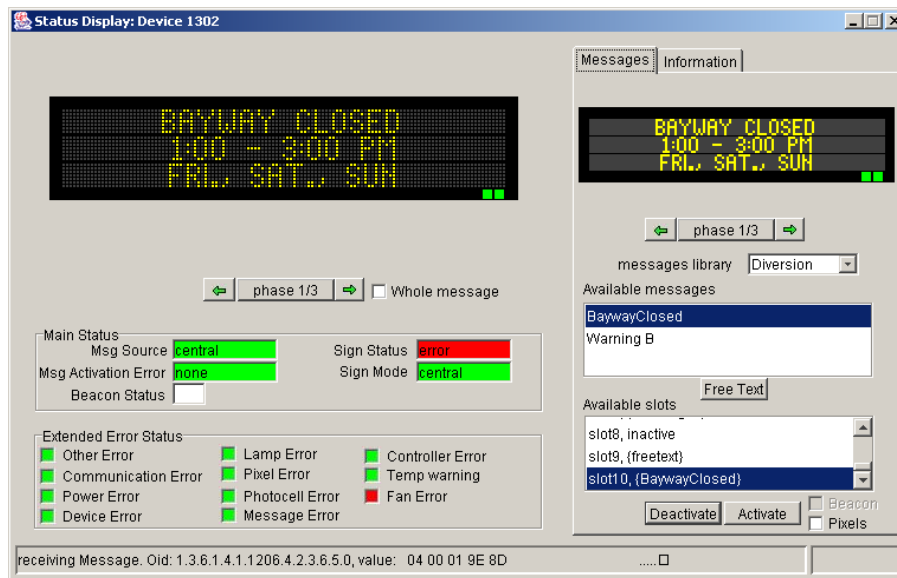 Status Display: Device 1302
BAYWAY CLOSED
1:00 - 3:00 PM
FRI., SAT., SUN
phase 1/3
Whole message
Main Status
Msg Source central
Sign Status error
Msg Activation Error none
Sign Mode central
Beacon Status
Extended Error Status
Other Error
Lamp Error
Controller Error
Communication Error
Pixel Error
Temp warning
Power Error
Photocell Error
Fan Error
Device Error
Message Error
Messages Information
BAYWAY CLOSED
1:00 - 3:00 PM
FRI., SAT., SUN
phase 1/3
messages library Diversion
Available messages
BaywayClosed
Warning B
Free Text
Available slots
slot8, inactive
slot9, {freetext}
slot10, {BaywayClosed}
Deactivate Activate
Beacon
Pixels
receiving Message. Oid: 1.3.6.1.4.1.1206.4.2.3.6.5.0, value: 04 00 01 9E 8D .....□